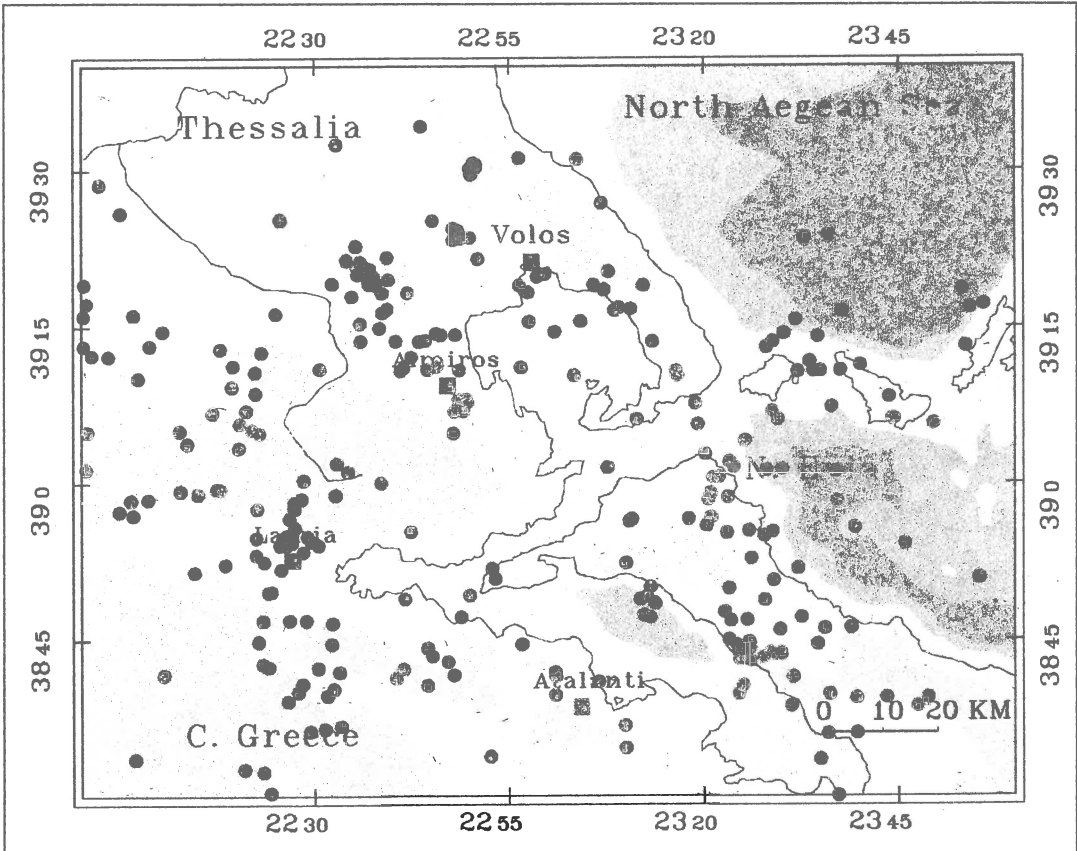 22 30 22 55 23 20 23 45
North Aegean Sea
Thessalia
39 30 39 30
Volos
39 15 39 15
Armiros
39 0 39 0
Lamia
38 45 38 45
Atalanti
0 10 20 KM
C. Greece
22 30 22 55 23 20 23 45